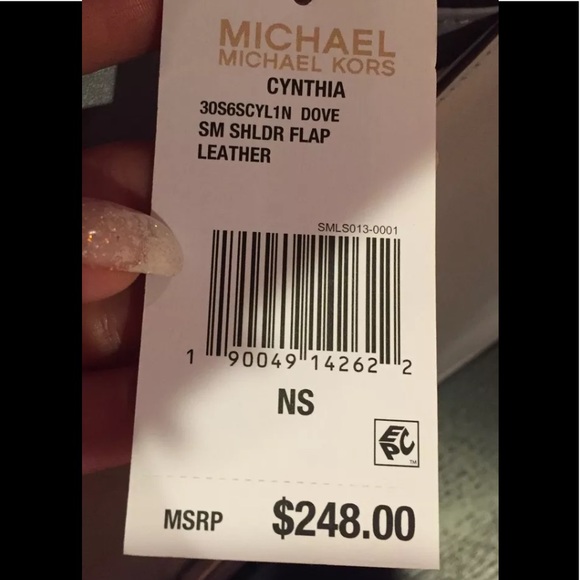 MICHAEL
MICHAEL KORS
CYNTHIA
30S6SCYL1N DOVE
SM SHLDR FLAP
LEATHER
SMLS013-0001
1 90049 14262 2
NS
EPC
TM
MSRP $248.00